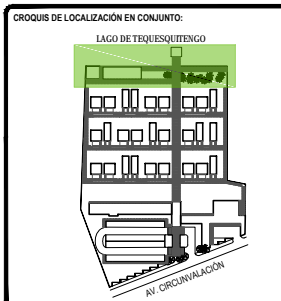 CROQUIS DE LOCALIZACIÓN EN CONJUNTO:
LAGO DE TEQUESQUITENGO
AV. CIRCUNVALACIÓN